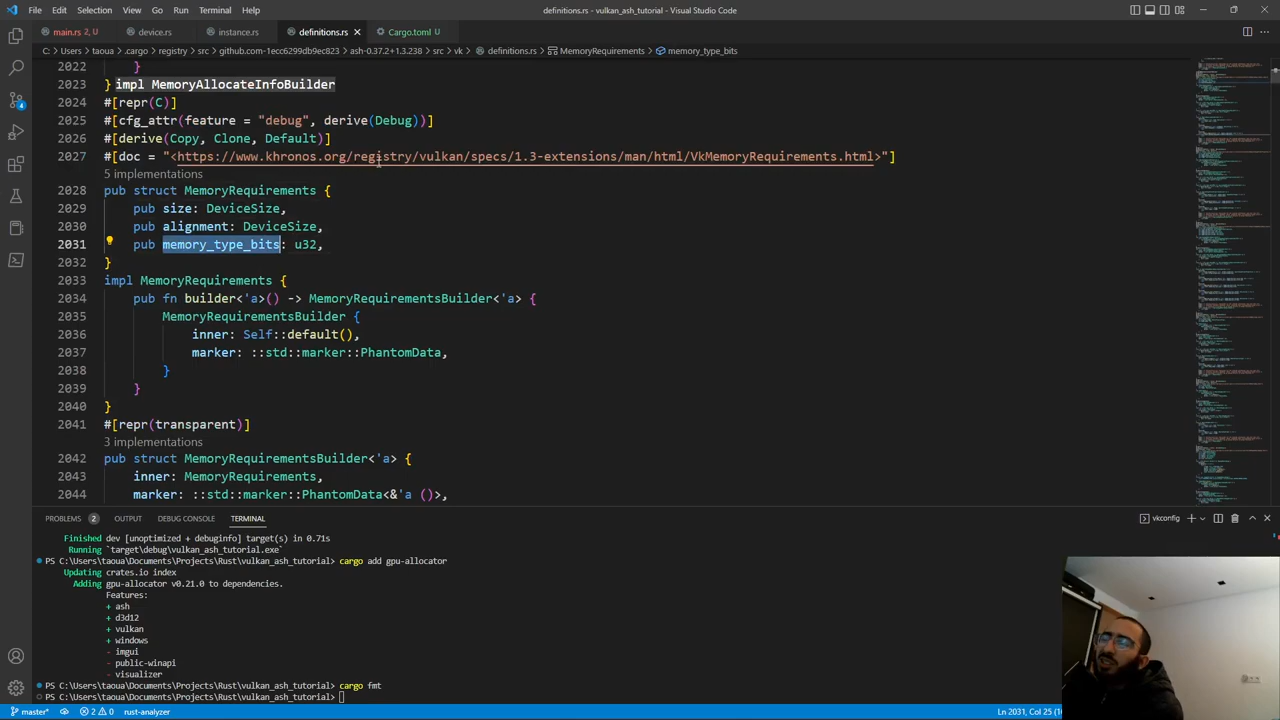 File Edit Selection View Go Run Terminal Help
definitions.rs - vulkan_ash_tutorial - Visual Studio Code
main.rs 2, U
device.rs
instance.rs
definitions.rs
Cargo.toml U
C: > Users > taoua > .cargo > registry > src > github.com-1ecc6299db9ec823 > ash-0.37.2+1.3.238 > src > vk > definitions.rs > MemoryRequirements > memory_type_bits
2022 }
2023 } impl MemoryAllocateInfoBuilder
2024 #[repr(C)]
2025 #[cfg_attr(feature = "debug", derive(Debug))]
2026 #[derive(Copy, Clone, Default)]
2027 #[doc = "<https://www.khronos.org/registry/vulkan/specs/1.3-extensions/man/html/VkMemoryRequirements.html>"]
5 implementations
2028 pub struct MemoryRequirements {
2029 pub size: DeviceSize,
2030 pub alignment: DeviceSize,
2031 pub memory_type_bits: u32,
2032 }
2033 impl MemoryRequirements {
2034 pub fn builder<'a>() -> MemoryRequirementsBuilder<'a> {
2035 MemoryRequirementsBuilder {
2036 inner: Self::default(),
2037 marker: ::std::marker::PhantomData,
2038 }
2039 }
2040 }
2041 #[repr(transparent)]
3 implementations
2042 pub struct MemoryRequirementsBuilder<'a> {
2043 inner: MemoryRequirements,
2044 marker: ::std::marker::PhantomData<&'a ()>,
PROBLEMS 2 OUTPUT DEBUG CONSOLE TERMINAL
vkconfig
Finished dev [unoptimized + debuginfo] target(s) in 0.71s
Running `target\debug\vulkan_ash_tutorial.exe`
PS C:\Users\taoua\Documents\Projects\Rust\vulkan_ash_tutorial> cargo add gpu-allocator
Updating crates.io index
Adding gpu-allocator v0.21.0 to dependencies.
Features:
+ ash
+ d3d12
+ vulkan
+ windows
- imgui
- public-winapi
- visualizer
PS C:\Users\taoua\Documents\Projects\Rust\vulkan_ash_tutorial> cargo fmt
PS C:\Users\taoua\Documents\Projects\Rust\vulkan_ash_tutorial>
4
master* 2 0 rust-analyzer
Ln 2031, Col 25